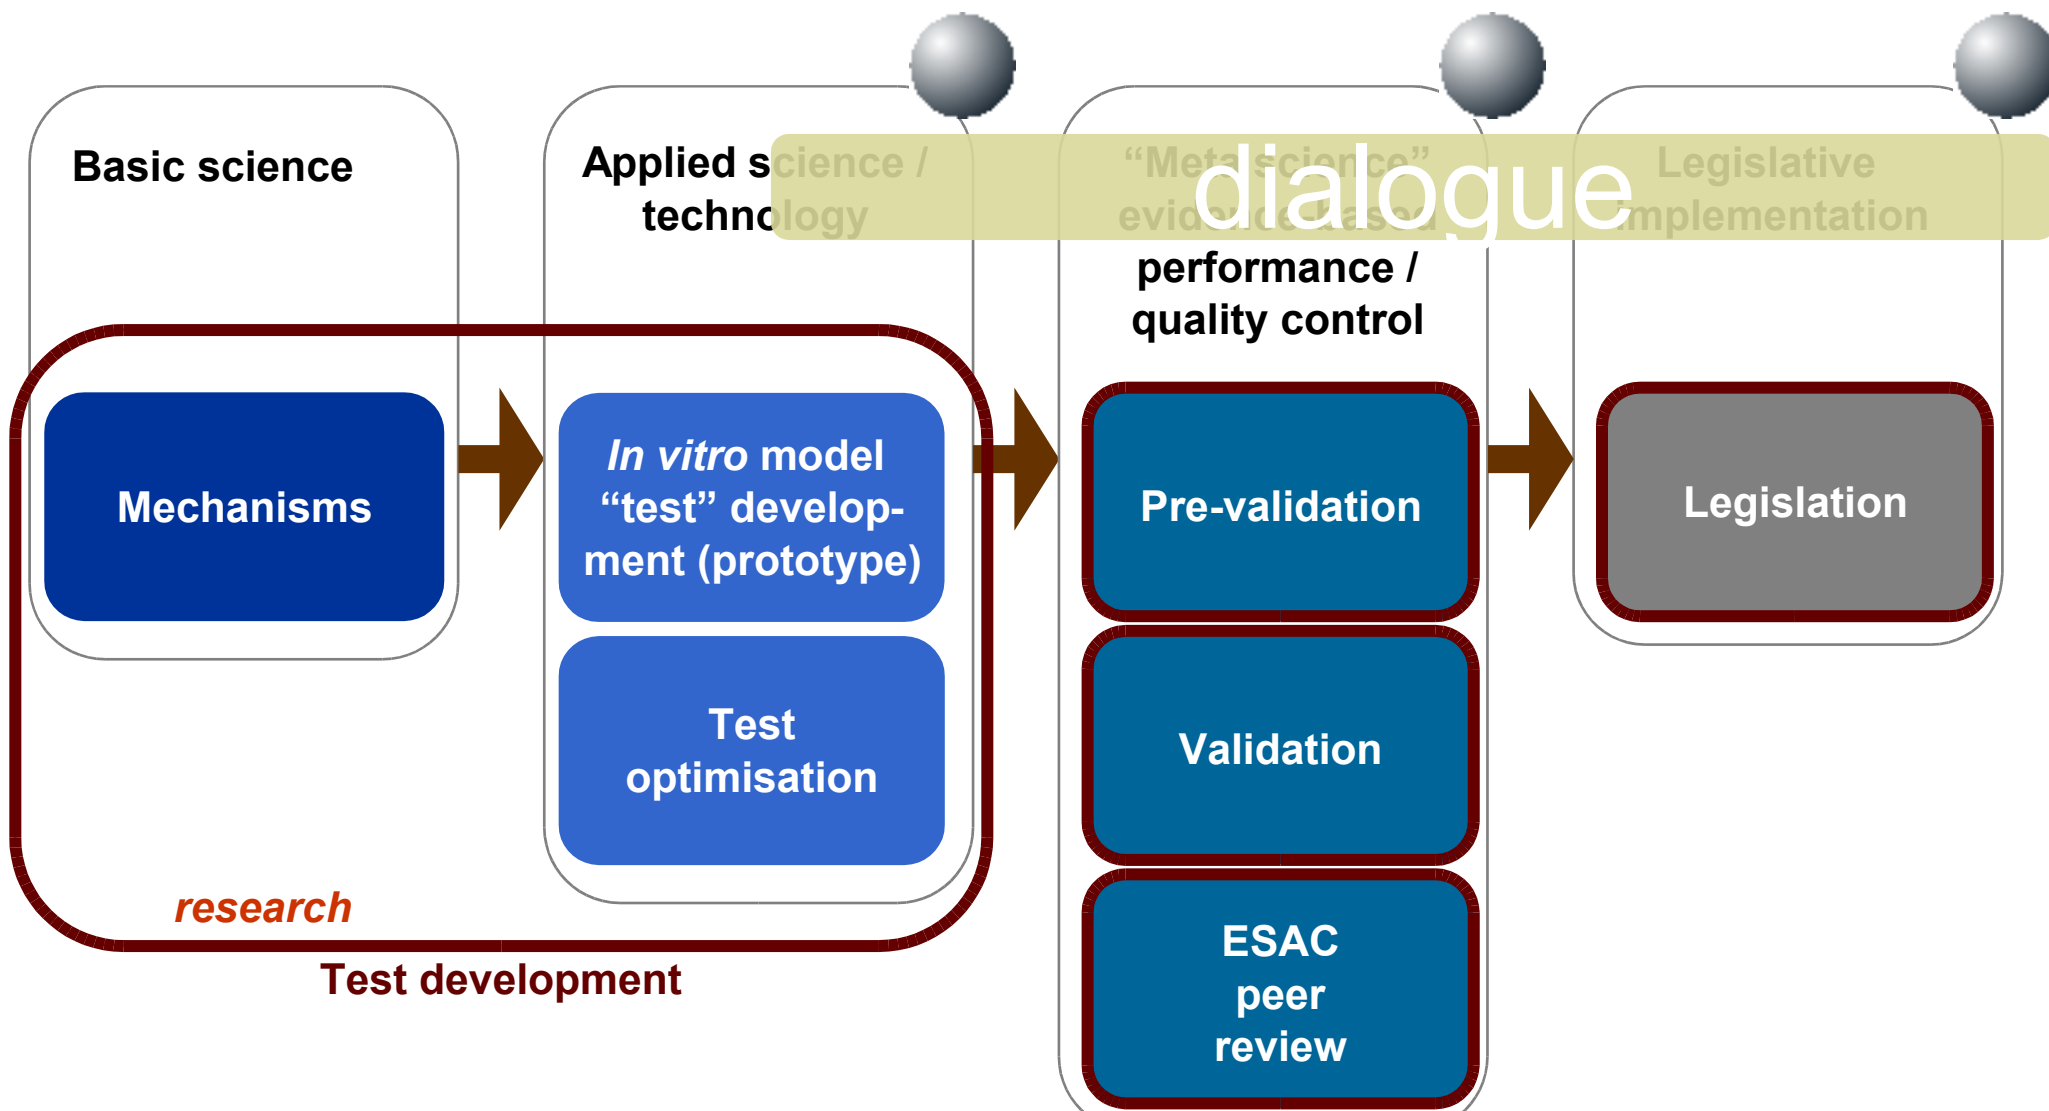 Basic science
Applied science /
technology
“Meta science”
evidence-based
performance /
quality control
Legislative
implementation
dialogue
Mechanisms
In vitro model
“test” develop-
ment (prototype)
Test
optimisation
Pre-validation
Validation
ESAC
peer
review
Legislation
research
Test development